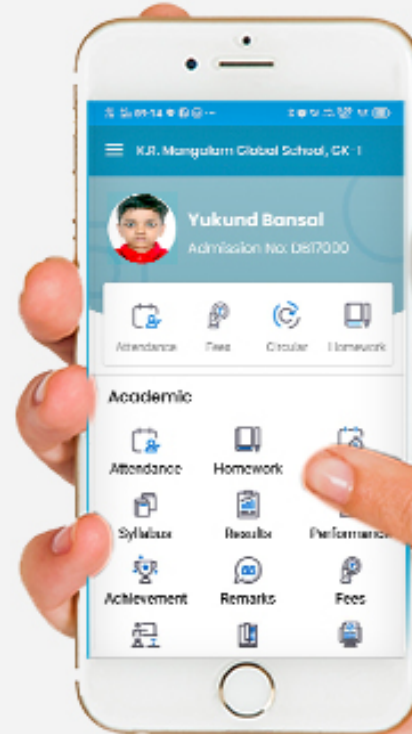 K.R. Mangalam Global School, GK-1
Yukund Bansal
Admission No: DB17000
Attendance Fees Circular Homework
Academic
Attendance Homework
Syllabus Results Performance
Achievement Remarks Fees